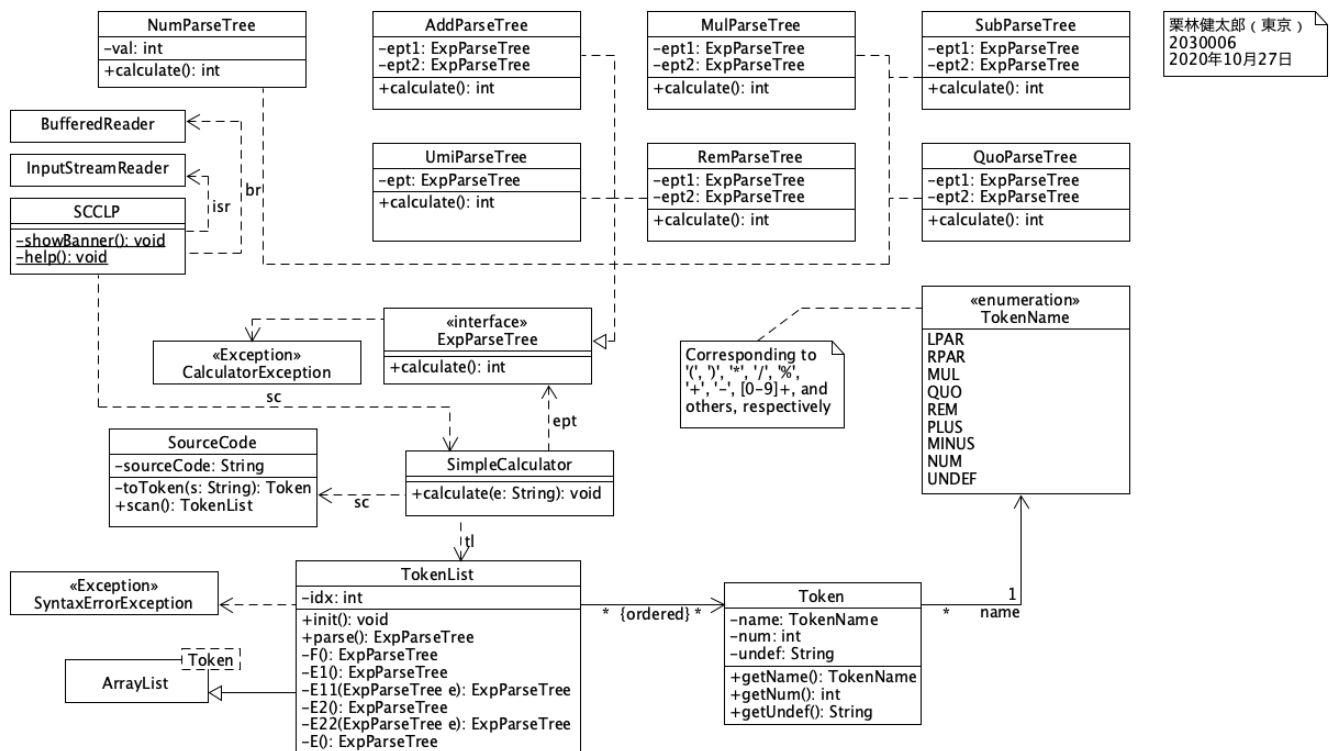 NumParseTree
-val: int
+calculate(): int
AddParseTree
-ept1: ExpParseTree
-ept2: ExpParseTree
+calculate(): int
MulParseTree
-ept1: ExpParseTree
-ept2: ExpParseTree
+calculate(): int
SubParseTree
-ept1: ExpParseTree
-ept2: ExpParseTree
+calculate(): int
栗林健太郎（東京）
2030006
2020年10月27日
BufferedReader
InputStreamReader
SCCLP
-showBanner(): void
-help(): void
isr
br
UmiParseTree
-ept: ExpParseTree
+calculate(): int
RemParseTree
-ept1: ExpParseTree
-ept2: ExpParseTree
+calculate(): int
QuoParseTree
-ept1: ExpParseTree
-ept2: ExpParseTree
+calculate(): int
«Exception»
CalculatorException
«interface»
ExpParseTree
+calculate(): int
Corresponding to
'(', ')', '*', '/', '%',
'+', '-', [0-9]+, and
others, respectively
«enumeration»
TokenName
LPAR
RPAR
MUL
QUO
REM
PLUS
MINUS
NUM
UNDEF
sc
ept
SourceCode
-sourceCode: String
-toToken(s: String): Token
+scan(): TokenList
sc
SimpleCalculator
+calculate(e: String): void
tl
«Exception»
SyntaxErrorException
Token
ArrayList
TokenList
-idx: int
+init(): void
+parse(): ExpParseTree
-F(): ExpParseTree
-E1(): ExpParseTree
-E11(ExpParseTree e): ExpParseTree
-E2(): ExpParseTree
-E22(ExpParseTree e): ExpParseTree
-E(): ExpParseTree
* {ordered} *
Token
-name: TokenName
-num: int
-undef: String
+getName(): TokenName
+getNum(): int
+getUndef(): String
1
* name